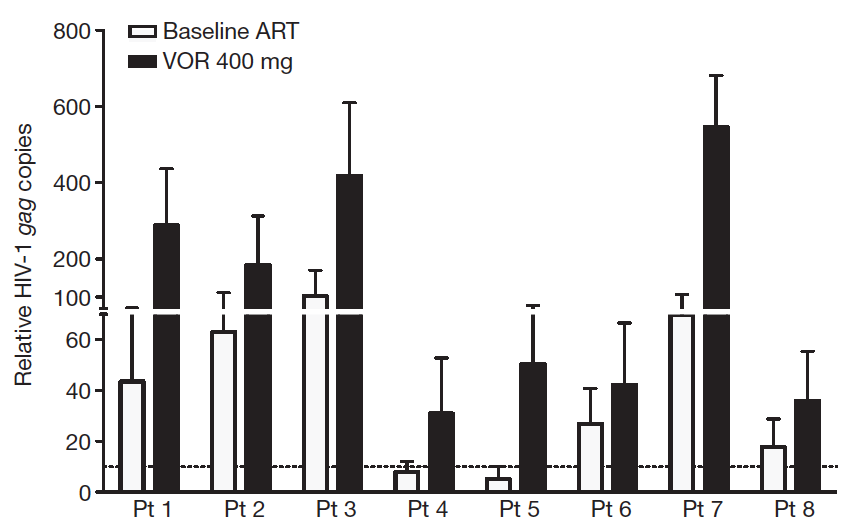 800
600
400
200
100
60
40
20
0
Relative HIV-1 gag copies
Baseline ART
VOR 400 mg
Pt 1 Pt 2 Pt 3 Pt 4 Pt 5 Pt 6 Pt 7 Pt 8